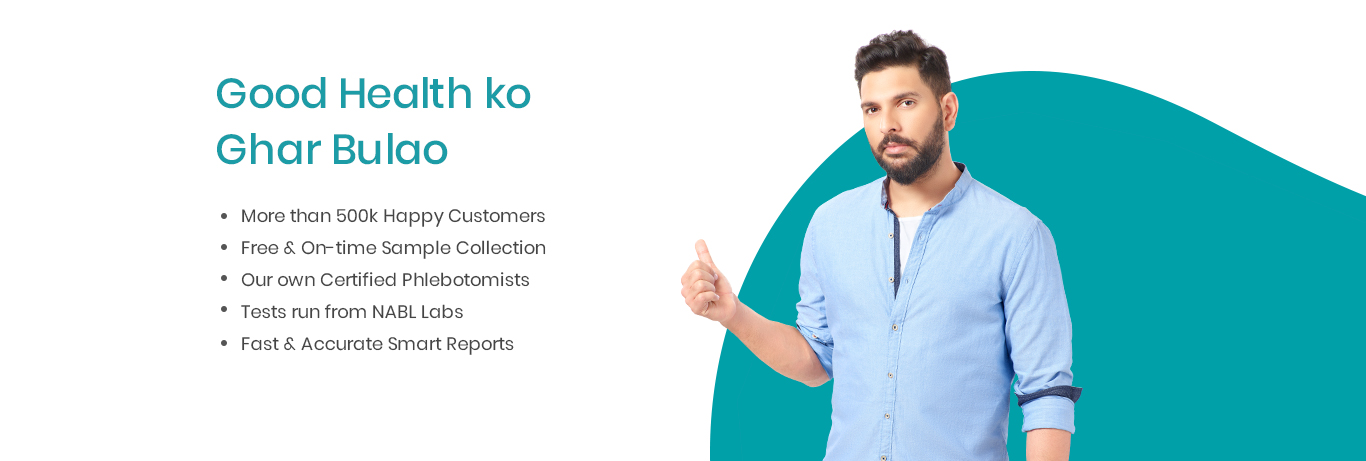 Good Health ko
Ghar Bulao
• More than 500k Happy Customers
• Free & On-time Sample Collection
• Our own Certified Phlebotomists
• Tests run from NABL Labs
• Fast & Accurate Smart Reports